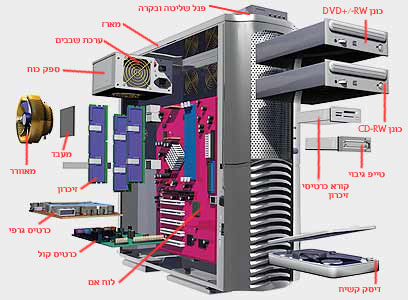 פנל שליטה ובקרה
כונן DVD+/-RW
מארז
ערכת שבבים
ספק כוח
כונן CD-RW
מעבד
מאוורר
טייפ גיבוי
קורא כרטיסי
זיכרון
זיכרון
כרטיס גרפי
כרטיס קול
לוח אם
דיסק קשיח